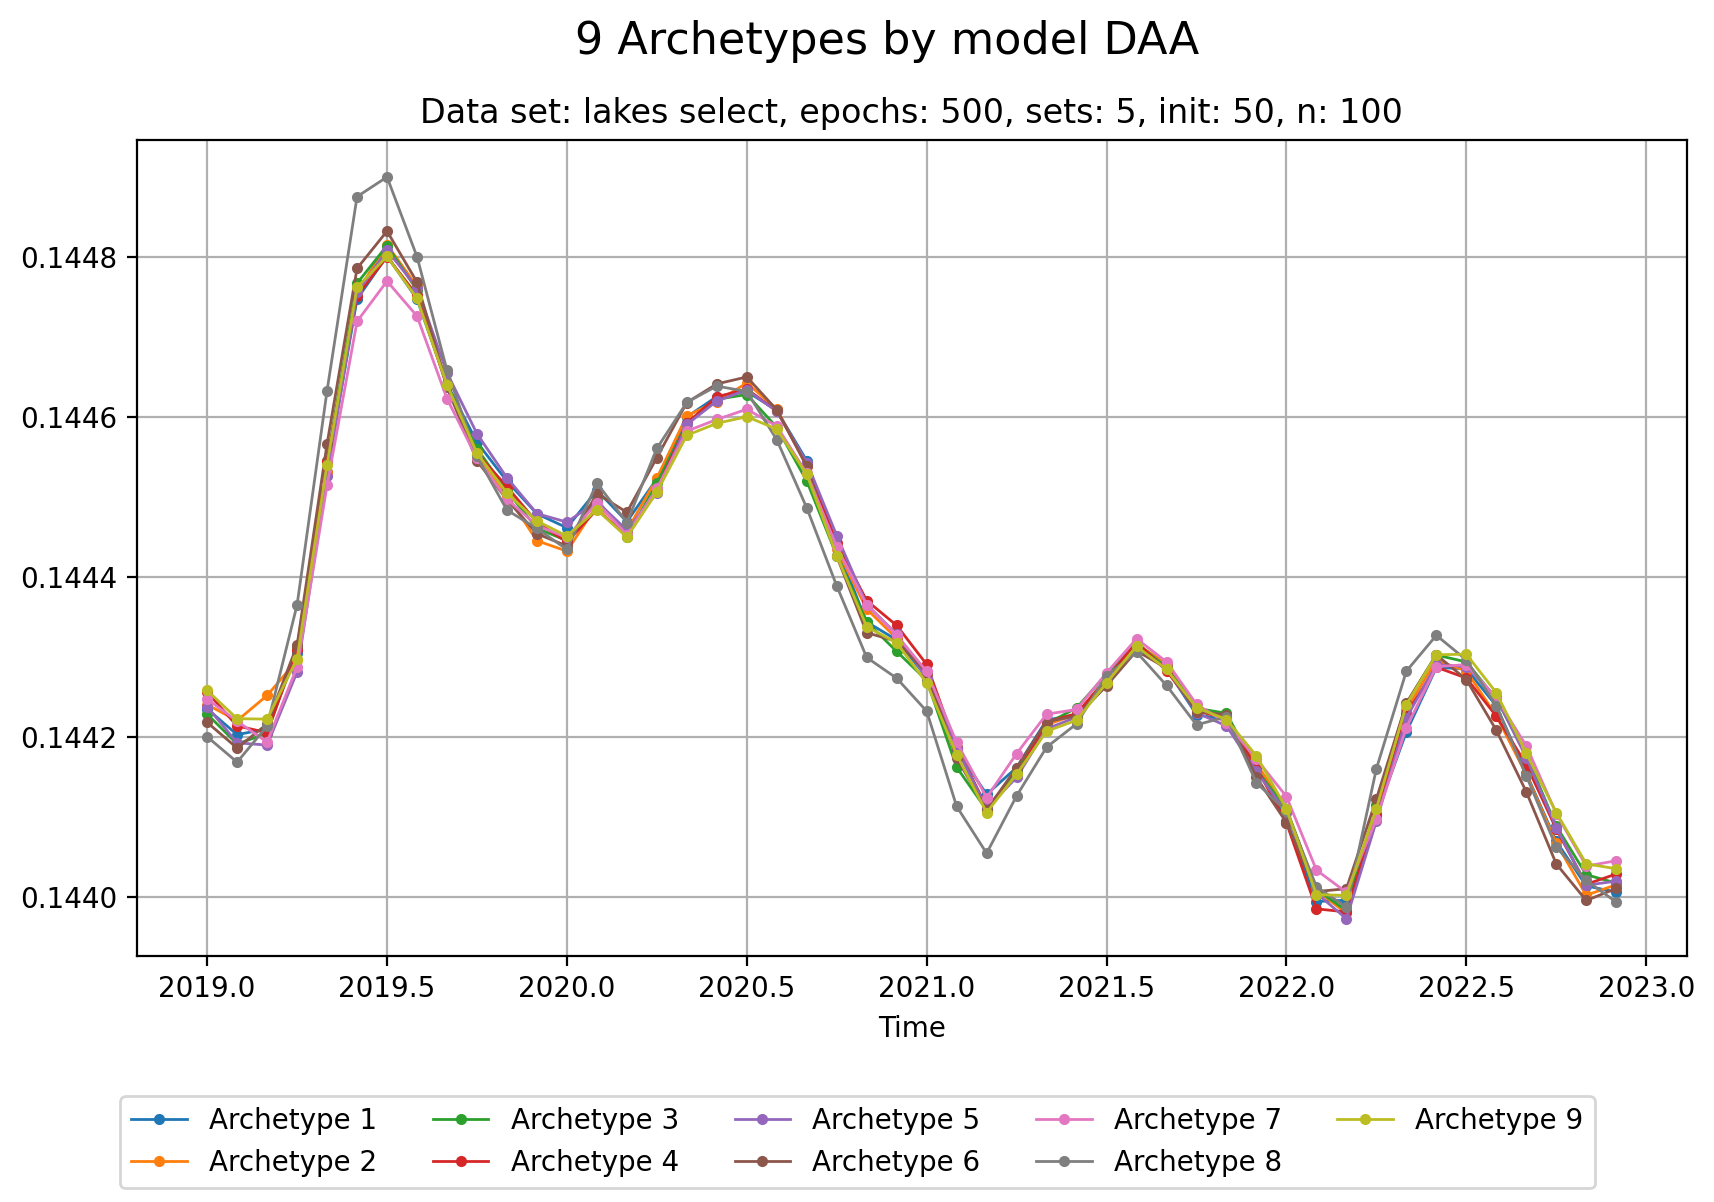 9 Archetypes by model DAA
Data set: lakes select, epochs: 500, sets: 5, init: 50, n: 100
0.1448
0.1446
0.1444
0.1442
0.1440
2019.0 2019.5 2020.0 2020.5 2021.0 2021.5 2022.0 2022.5 2023.0
Time
Archetype 1 Archetype 3 Archetype 5 Archetype 7 Archetype 9
Archetype 2 Archetype 4 Archetype 6 Archetype 8